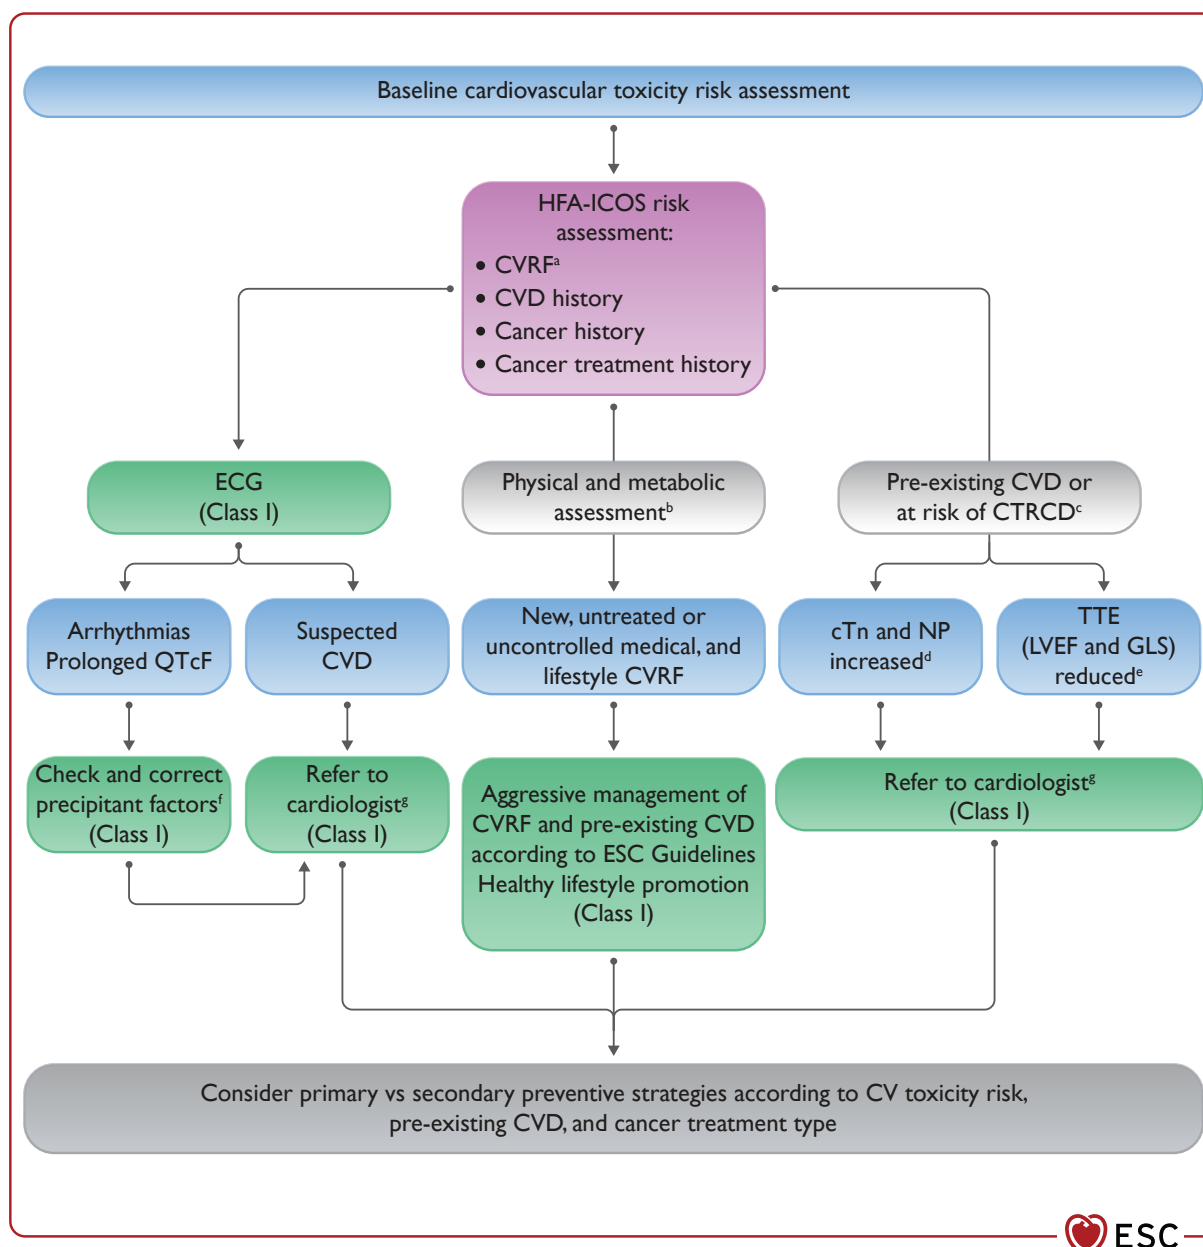 Baseline cardiovascular toxicity risk assessment
HFA-ICOS risk
assessment:
• CVRFᵃ
• CVD history
• Cancer history
• Cancer treatment history
ECG
(Class I)
Physical and metabolic
assessmentᵇ
Pre-existing CVD or
at risk of CTRCDᶜ
Arrhythmias
Prolonged QTcF
Suspected
CVD
New, untreated or
uncontrolled medical, and
lifestyle CVRF
cTn and NP
increasedᵈ
TTE
(LVEF and GLS)
reducedᵉ
Check and correct
precipitant factorsᶠ
(Class I)
Refer to
cardiologistᵍ
(Class I)
Aggressive management of
CVRF and pre-existing CVD
according to ESC Guidelines
Healthy lifestyle promotion
(Class I)
Refer to cardiologistᵍ
(Class I)
Consider primary vs secondary preventive strategies according to CV toxicity risk,
pre-existing CVD, and cancer treatment type
ESC